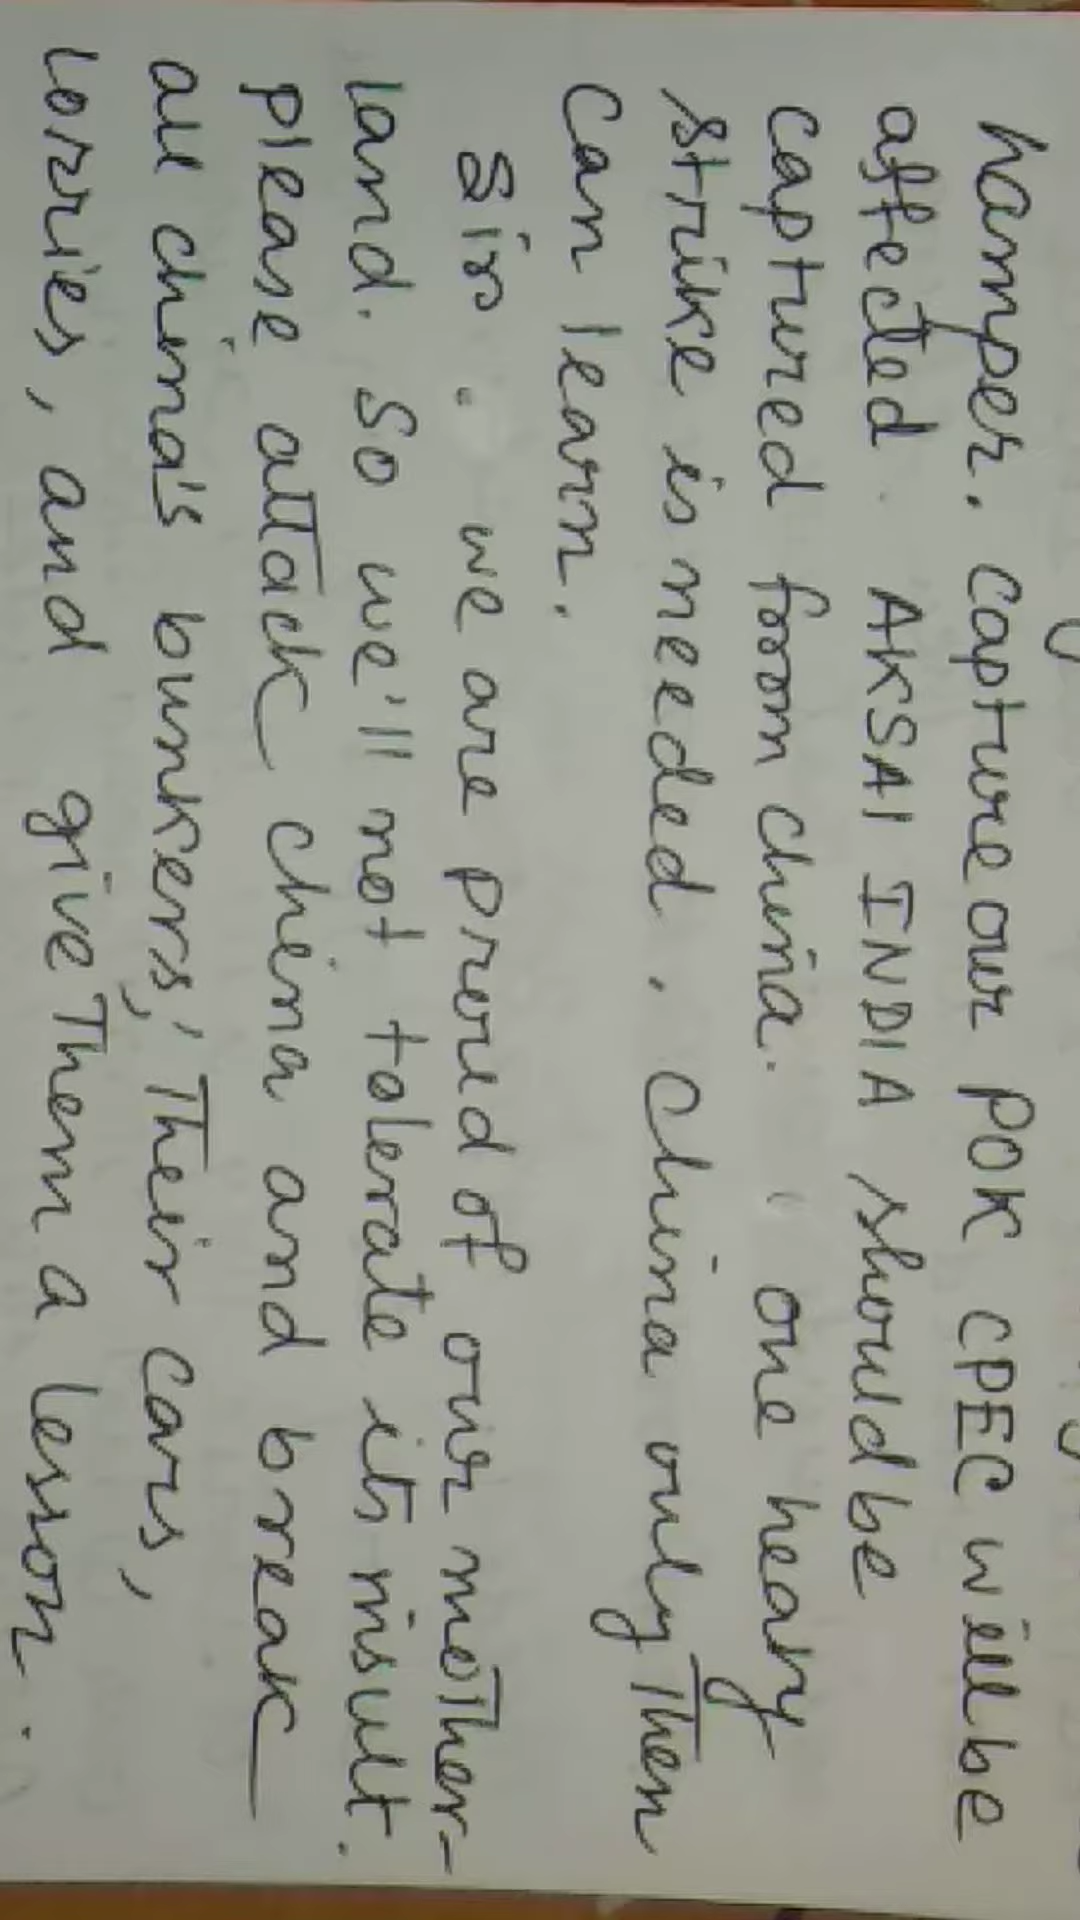 hamper. Capture our POK CPEC will be
affected. AKSAI INDIA should be
captured from China. one heavy
strike is needed. China only then
can learn.
Sir. we are proud of our mother-
land. So we'll not tolerate its insult.
please attack china and break
all china's bunkers, Their cars,
lorries, and give Them a lesson.